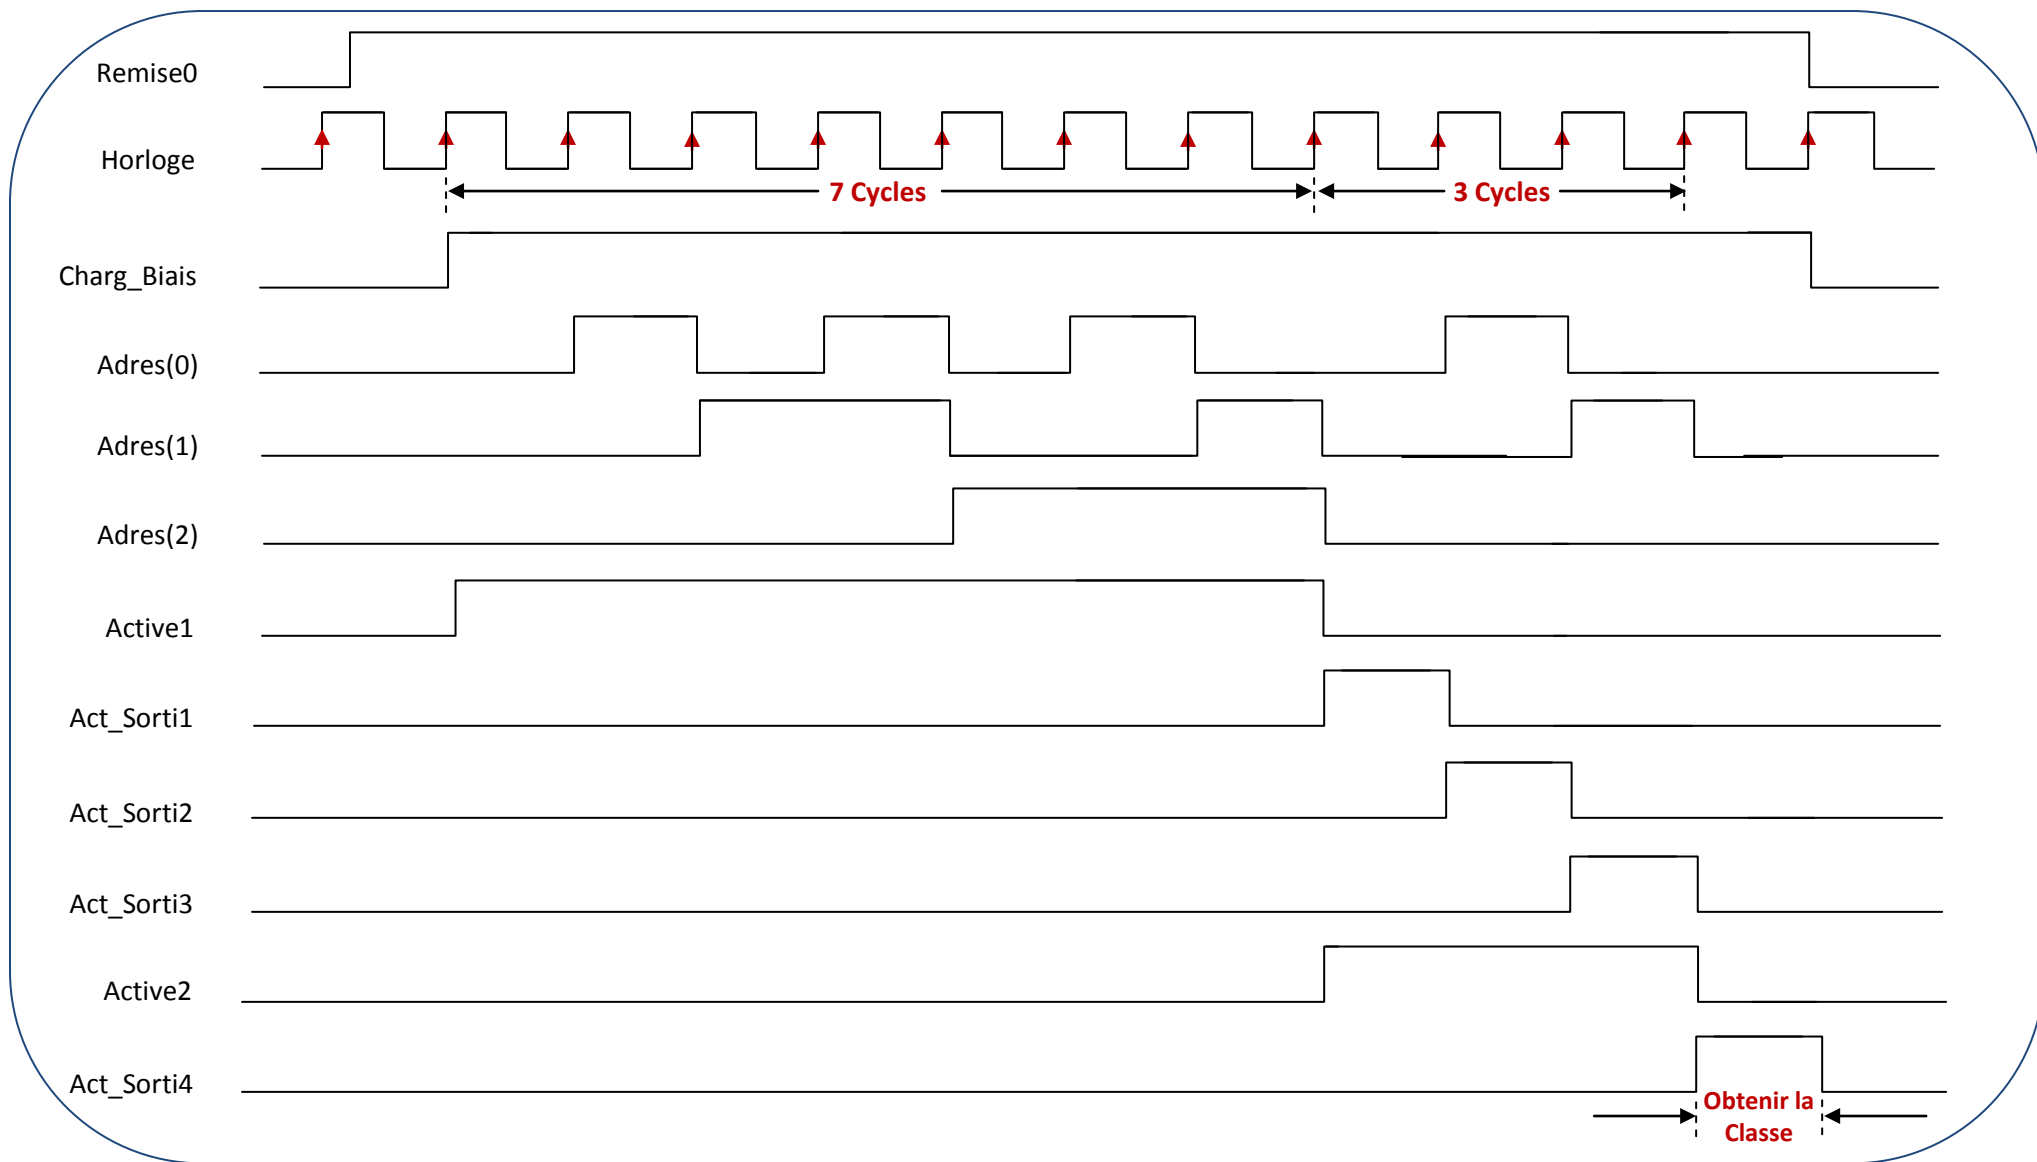 Remise0
Horloge
7 Cycles
3 Cycles
Charg_Biais
Adres(0)
Adres(1)
Adres(2)
Active1
Act_Sorti1
Act_Sorti2
Act_Sorti3
Active2
Act_Sorti4
Obtenir la
Classe